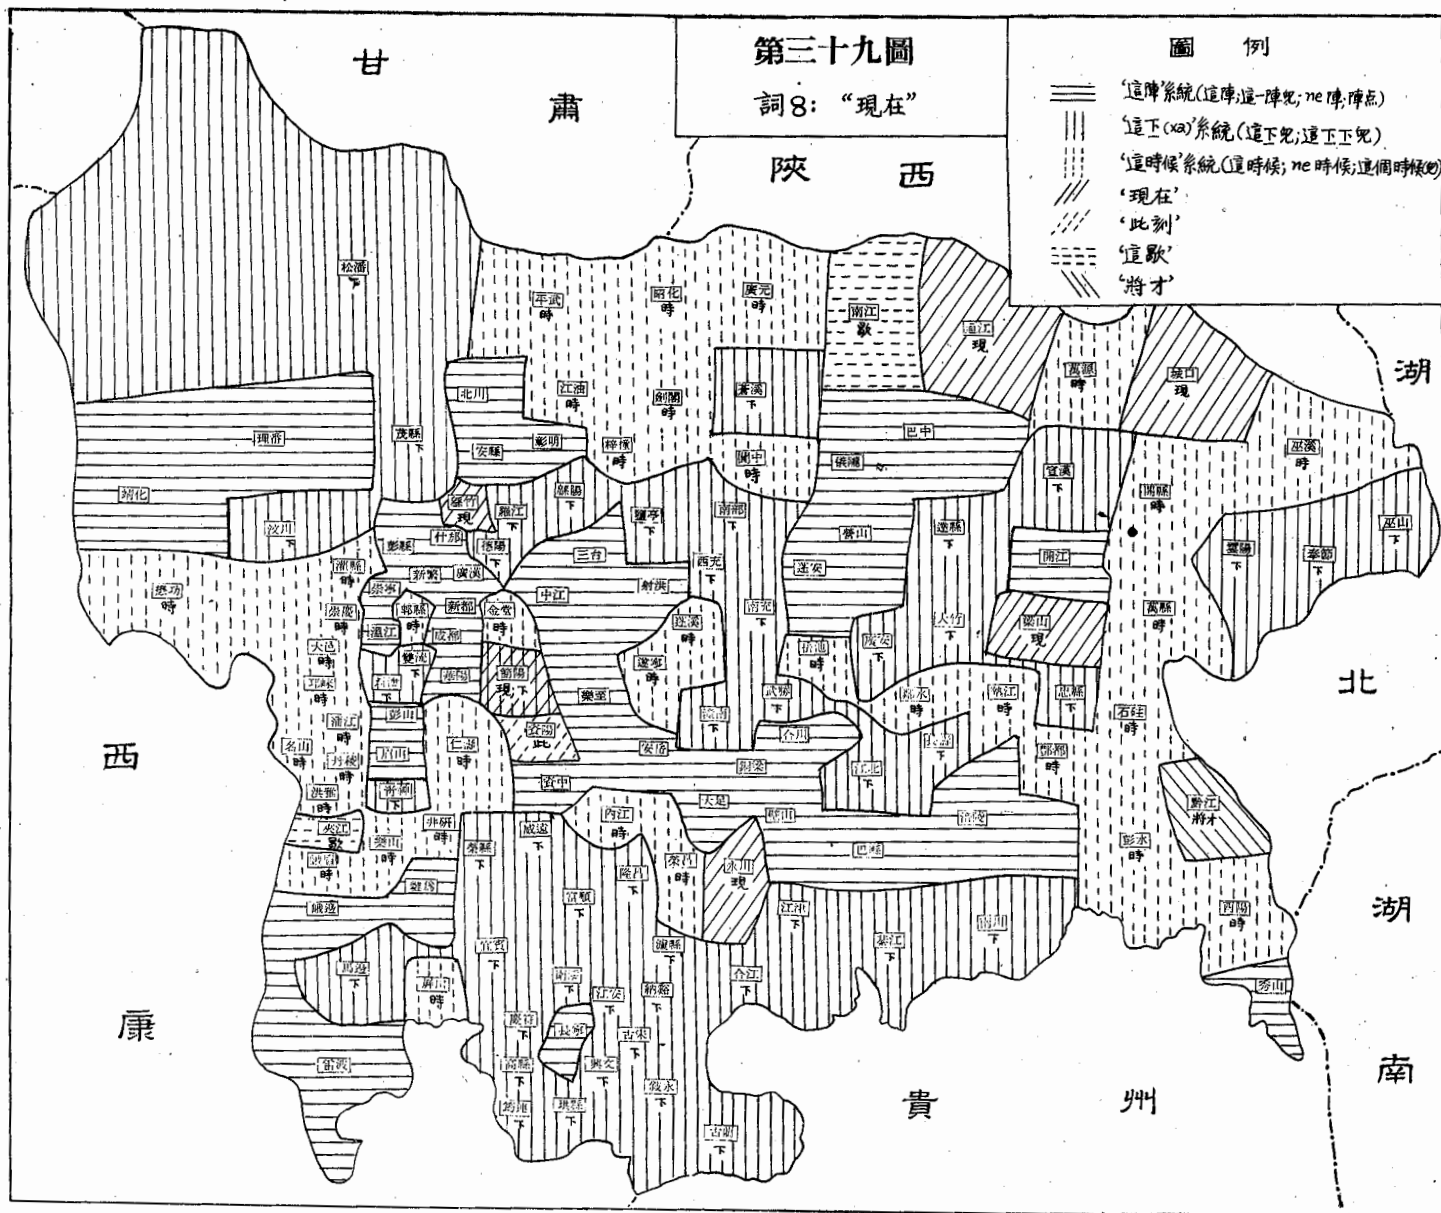 第三十九圖
詞8：“現在”
圖 例
‘這陣’系統(這陣;這一陣兒; ne 陣;陣点)
‘這下(xa)’系統(這下兒;這下下兒)
‘這時候’系統(這時候; ne 時候;這個時候(兒)
‘現在’
‘此刻’
‘這歇’
‘將才’
甘
肅
陝 西
湖
北
湖
南
貴 州
西
康
松潘
下
平武
時
昭化
時
廣元
時
南江
歇
通江
現
萬源
時
城口
現
巫溪
時
北川
江油
時
劍閣
時
蒼溪
下
理番
茂縣
下
安縣
彰明
梓橦
時
閬中
時
儀隴
巴中
宣漢
下
開縣
時
靖化
汶川
下
綿竹
現
羅江
下
綿陽
下
鹽亭
下
南部
下
營山
達縣
下
開江
雲陽
下
奉節
下
巫山
下
懋功
時
灌縣
時
彭縣
什邡
德陽
下
新繁
廣漢
三台
中江
射洪
西充
下
蓬安
南充
下
萬縣
時
崇慶
時
崇寧
郫縣
時
新都
金堂
時
蓬溪
時
大竹
下
梁山
現
大邑
時
溫江
成都
雙流
下
華陽
簡陽
現;下
遂寧
時
岳池
時
廣安
下
邛崍
時
彭山
樂至
潼南
下
武勝
下
鄰水
時
墊江
時
忠縣
下
石砫
時
蒲江
時
名山
時
丹棱
時
眉山
仁壽
時
資陽
此
安岳
合川
銅梁
江北
下
長壽
下
酆都
時
洪雅
時
青神
下
資中
內江
時
大足
璧山
涪陵
黔江
將才
夾江
歇
樂山
時
井研
時
榮縣
下
威遠
下
隆昌
下
榮昌
時
永川
現
巴縣
彭水
時
峨眉
時
犍為
富順
下
江津
下
綦江
下
南川
下
酉陽
時
峨邊
馬邊
下
屏山
時
宜賓
下
南溪
下
江安
下
瀘縣
下
納谿
下
合江
下
秀山
雷波
慶符
下
長寧
古宋
下
高縣
下
興文
下
敘永
下
筠連
下
珙縣
下
古藺
下